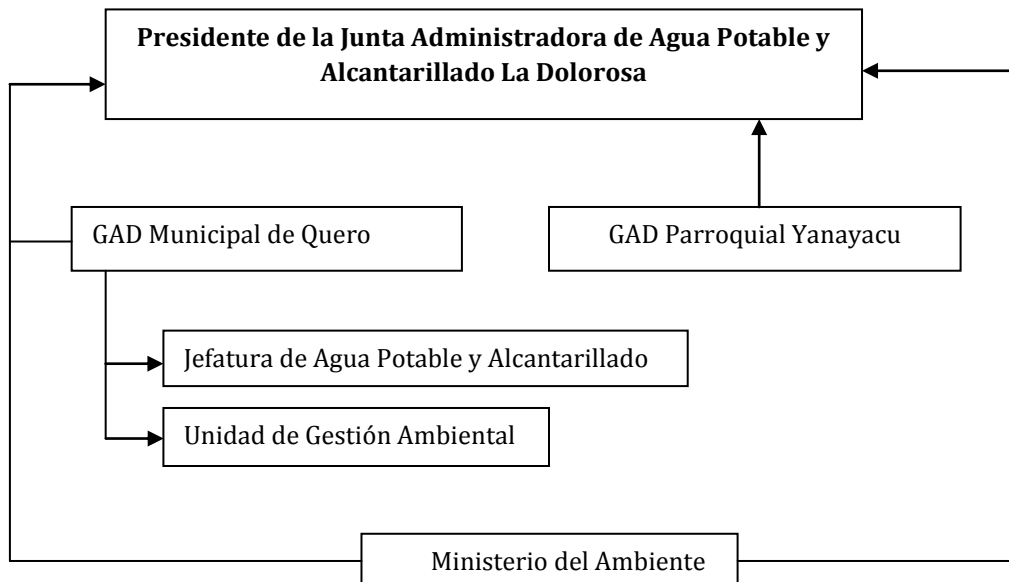 Presidente de la Junta Administradora de Agua Potable y
Alcantarillado La Dolorosa
GAD Municipal de Quero
GAD Parroquial Yanayacu
Jefatura de Agua Potable y Alcantarillado
Unidad de Gestión Ambiental
Ministerio del Ambiente